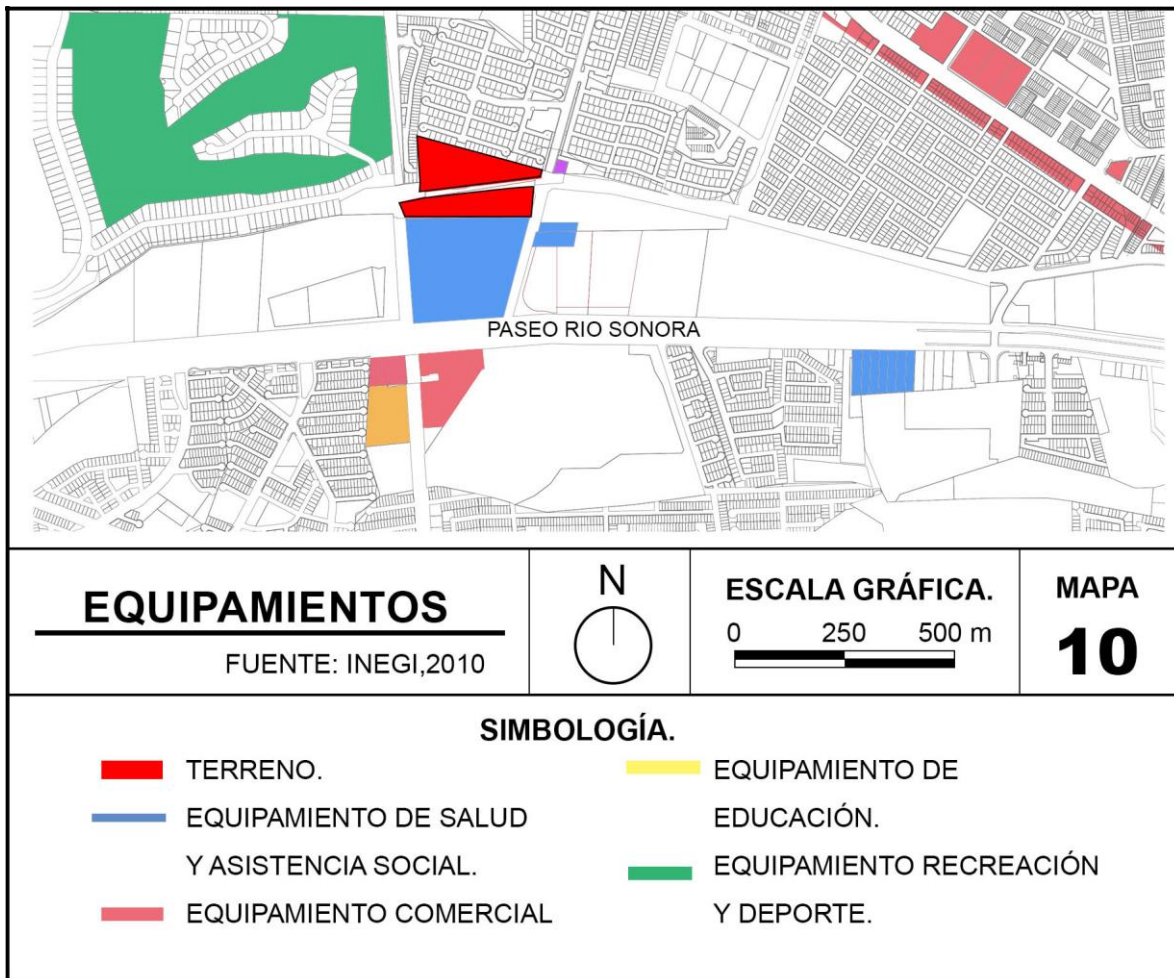 PASEO RIO SONORA
EQUIPAMIENTOS
FUENTE: INEGI,2010
N
ESCALA GRÁFICA.
0 250 500 m
MAPA
10
SIMBOLOGÍA.
TERRENO.
EQUIPAMIENTO DE SALUD
Y ASISTENCIA SOCIAL.
EQUIPAMIENTO COMERCIAL
EQUIPAMIENTO DE
EDUCACIÓN.
EQUIPAMIENTO RECREACIÓN
Y DEPORTE.